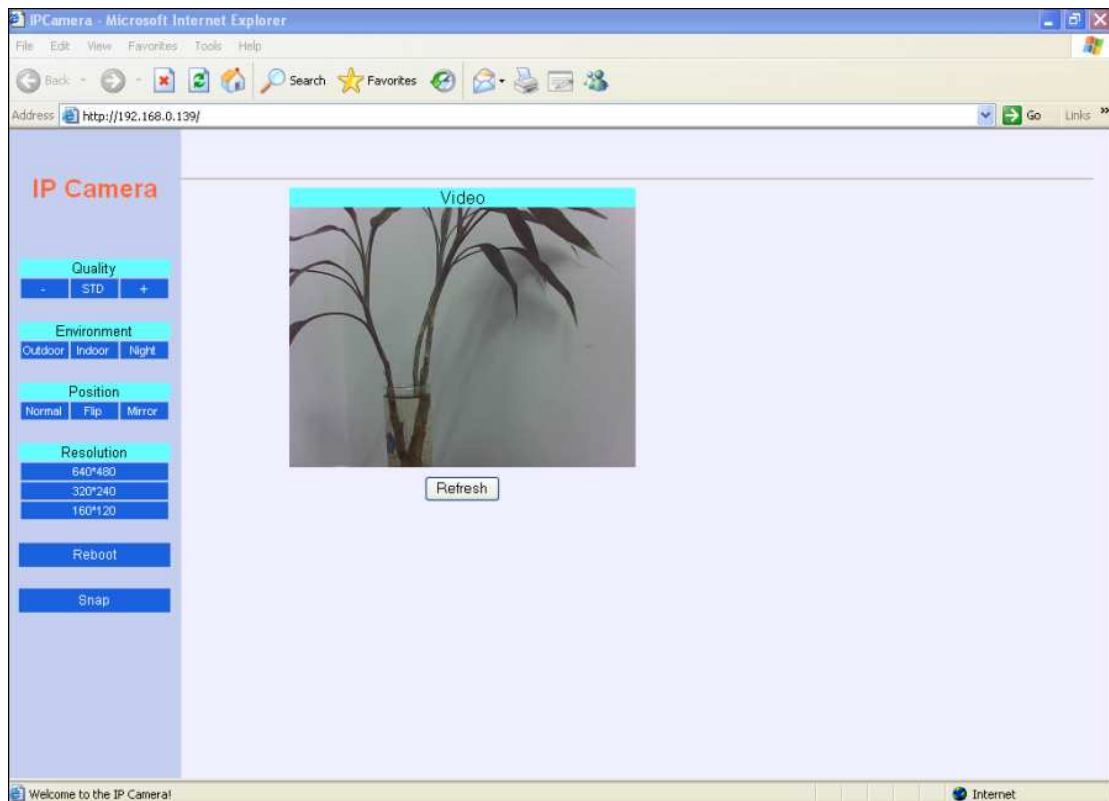 IPCamera - Microsoft Internet Explorer
File Edit View Favorites Tools Help
Back Search Favorites
Address http://192.168.0.139/ Go Links »
IP Camera
Video
Quality
- STD +
Environment
Outdoor Indoor Night
Position
Normal Flip Mirror
Resolution
640*480
320*240
160*120
Refresh
Reboot
Snap
Welcome to the IP Camera! Internet